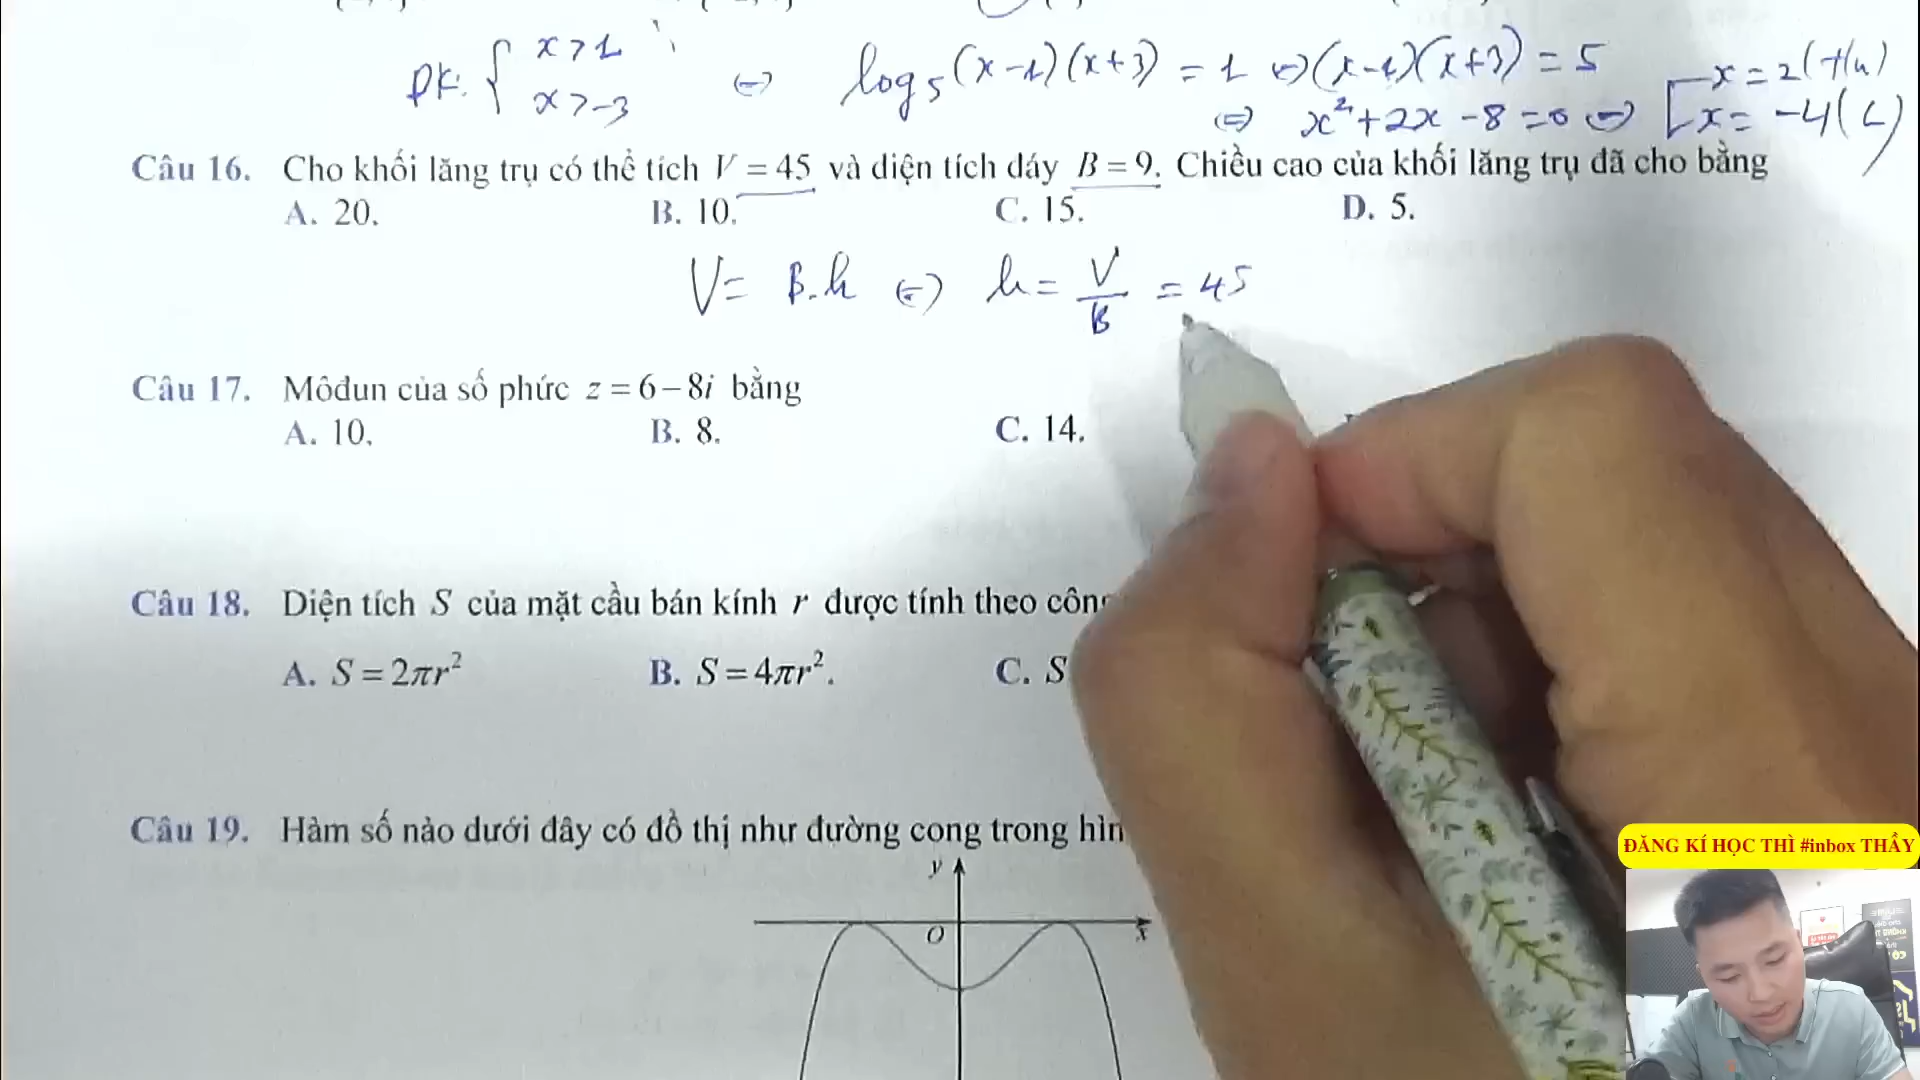 ĐK: { x > 1
x > -3
⇔ log₅(x-1)(x+3) = 1 ⇔ (x-1)(x+3) = 5
⇔ x² + 2x - 8 = 0 ⇔ [ x = 2 (t/m)
x = -4 (L)
Câu 16. Cho khối lăng trụ có thể tích V = 45 và diện tích đáy B = 9. Chiều cao của khối lăng trụ đã cho bằng
A. 20. B. 10. C. 15. D. 5.
V = B.h ⇔ h = V/B = 45
Câu 17. Môđun của số phức z = 6 – 8i bằng
A. 10. B. 8. C. 14.
Câu 18. Diện tích S của mặt cầu bán kính r được tính theo
A. S = 2πr² B. S = 4πr². C. S
Câu 19. Hàm số nào dưới đây có đồ thị như đường cong trong
y
O x
ĐĂNG KÍ HỌC THÌ #inbox THẦY